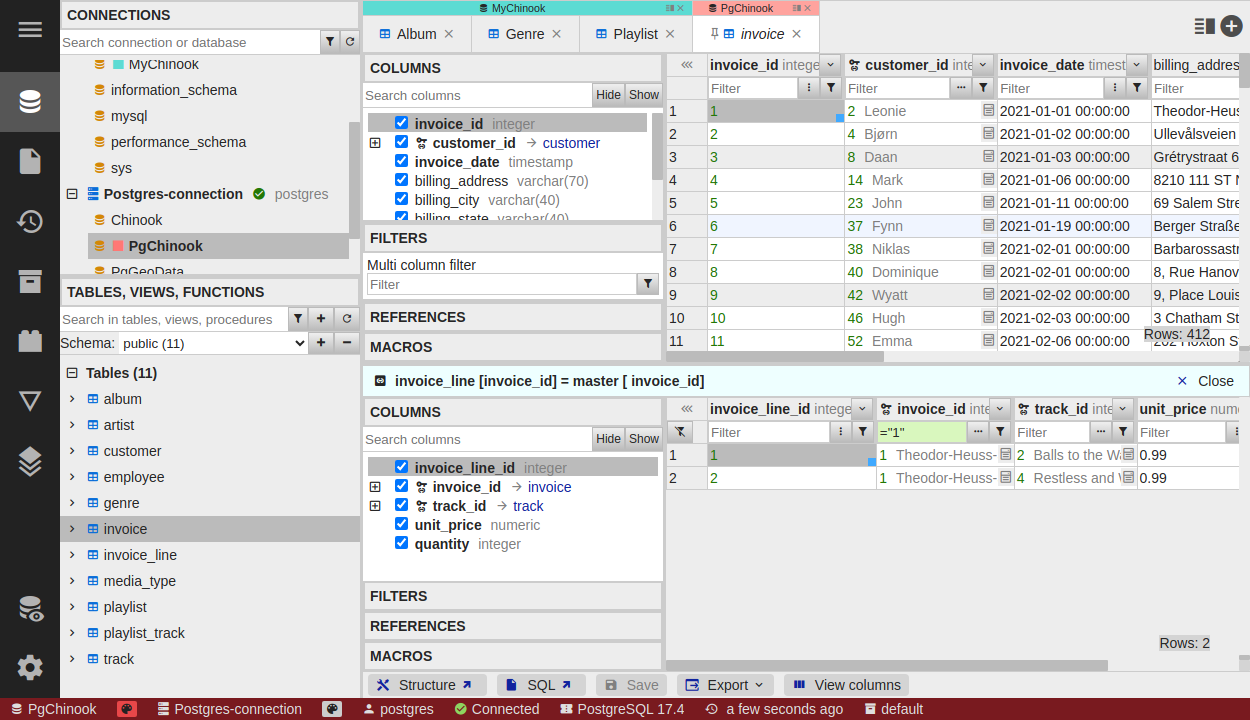 CONNECTIONS
Search connection or database
MyChinook
information_schema
mysql
performance_schema
sys
Postgres-connection postgres
Chinook
PgChinook
PgGeoData
TABLES, VIEWS, FUNCTIONS
Search in tables, views, procedures
Schema: public (11)
Tables (11)
album
artist
customer
employee
genre
invoice
invoice_line
media_type
playlist
playlist_track
track
MyChinook
PgChinook
Album
Genre
Playlist
invoice
COLUMNS
Search columns
Hide Show
invoice_id integer
customer_id customer
invoice_date timestamp
billing_address varchar(70)
billing_city varchar(40)
billing_state varchar(40)
FILTERS
Multi column filter
Filter
REFERENCES
MACROS
invoice_id intege customer_id inte invoice_date timest billing_addres
Filter Filter Filter Filter
1 1 2 Leonie 2021-01-01 00:00:00 Theodor-Heus
2 2 4 Bjørn 2021-01-02 00:00:00 Ullevålsveien
3 3 8 Daan 2021-01-03 00:00:00 Grétrystraat 6
4 4 14 Mark 2021-01-06 00:00:00 8210 111 ST N
5 5 23 John 2021-01-11 00:00:00 69 Salem Stre
6 6 37 Fynn 2021-01-19 00:00:00 Berger Straße
7 7 38 Niklas 2021-02-01 00:00:00 Barbarossastr
8 8 40 Dominique 2021-02-01 00:00:00 8, Rue Hanov
9 9 42 Wyatt 2021-02-02 00:00:00 9, Place Louis
10 10 46 Hugh 2021-02-03 00:00:00 3 Chatham St
11 11 52 Emma 2021-02-06 00:00:00 202 Hoxton S
Rows: 412
invoice_line [invoice_id] = master [ invoice_id]
Close
COLUMNS
Search columns
Hide Show
invoice_line_id integer
invoice_id invoice
track_id track
unit_price numeric
quantity integer
FILTERS
REFERENCES
MACROS
invoice_line_id intege invoice_id inte track_id inte unit_price nume
Filter ="1" Filter Filter
1 1 1 Theodor-Heuss- 2 Balls to the Wa 0.99
2 2 1 Theodor-Heuss- 4 Restless and W 0.99
Rows: 2
Structure
SQL
Save
Export
View columns
PgChinook
Postgres-connection
postgres
Connected
PostgreSQL 17.4
a few seconds ago
default